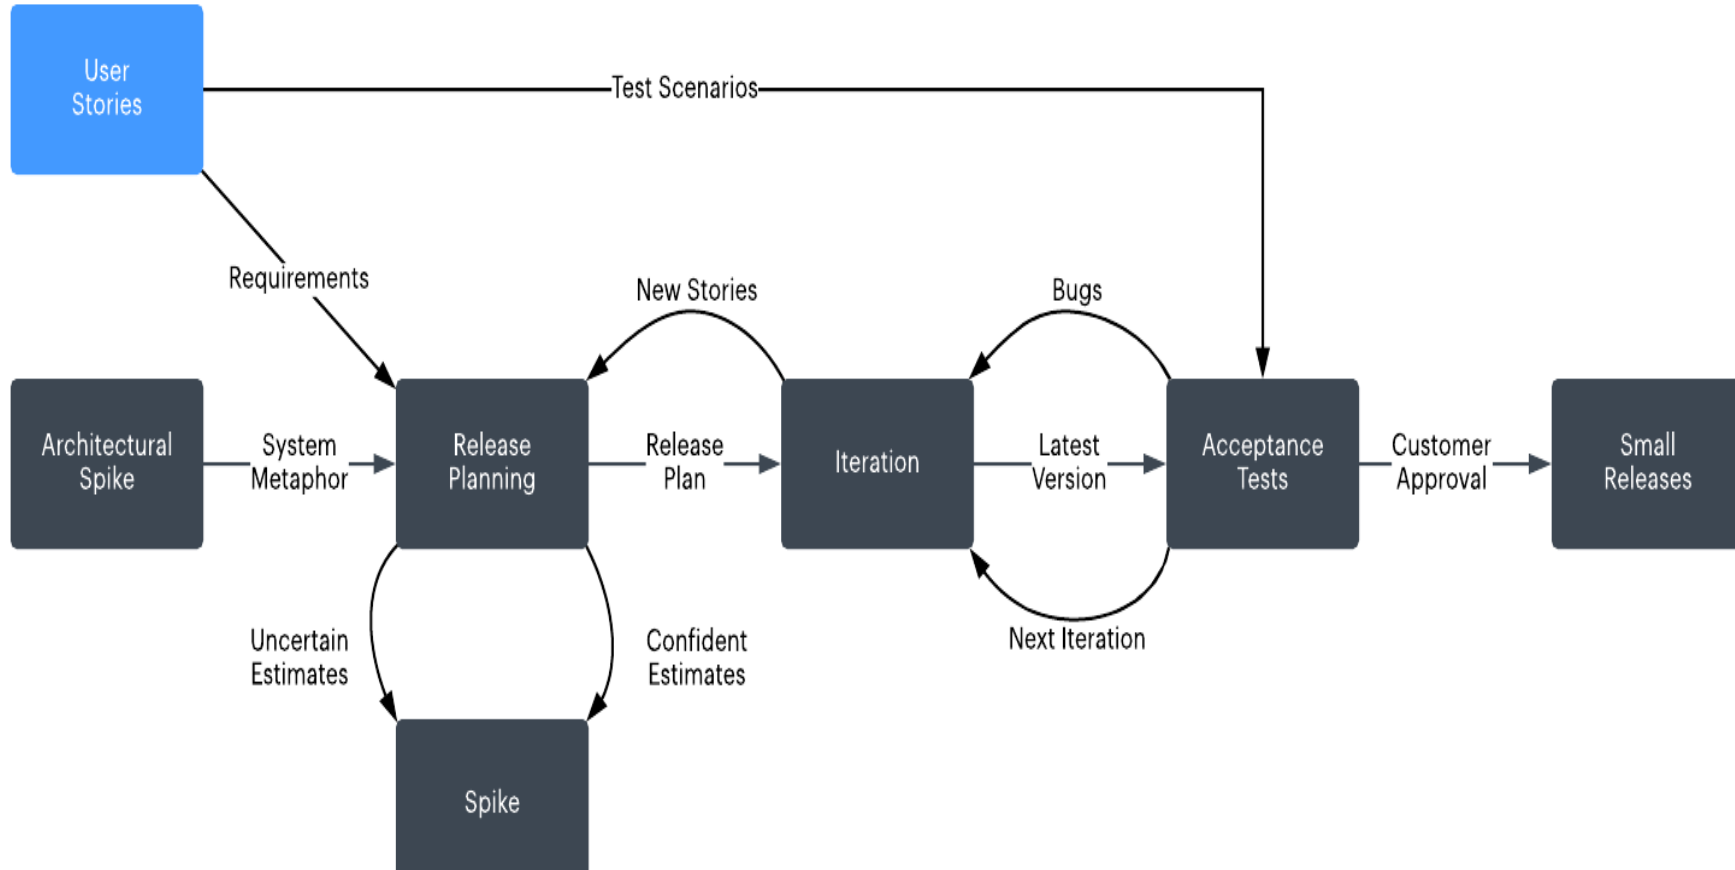 User
Stories
Test Scenarios
Requirements
New Stories
Bugs
Architectural
Spike
System
Metaphor
Release
Planning
Release
Plan
Iteration
Latest
Version
Acceptance
Tests
Customer
Approval
Small
Releases
Uncertain
Estimates
Confident
Estimates
Next Iteration
Spike